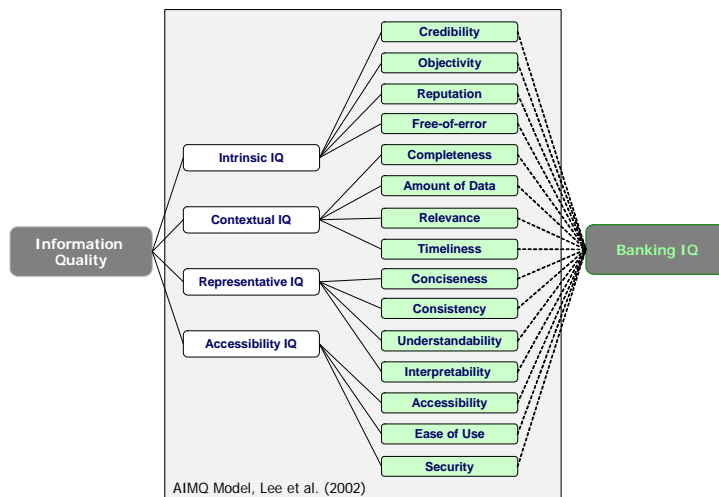 Credibility
Objectivity
Reputation
Free-of-error
Intrinsic IQ
Completeness
Amount of Data
Contextual IQ
Relevance
Information
Quality
Timeliness
Banking IQ
Representative IQ
Conciseness
Consistency
Accessibility IQ
Understandability
Interpretability
Accessibility
Ease of Use
Security
AIMQ Model, Lee et al. (2002)